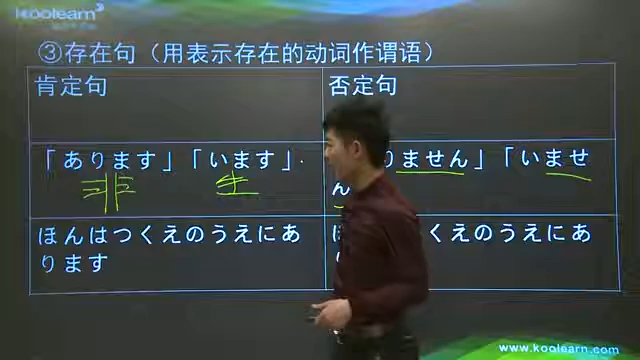 koolearn
③存在句（用表示存在的动词作谓语）
肯定句
否定句
「あります」「います」
りません」「いませ
ん
非
生
ほんはつくえのうえにあ
ります
くえのうえにあ
www.koolearn.com